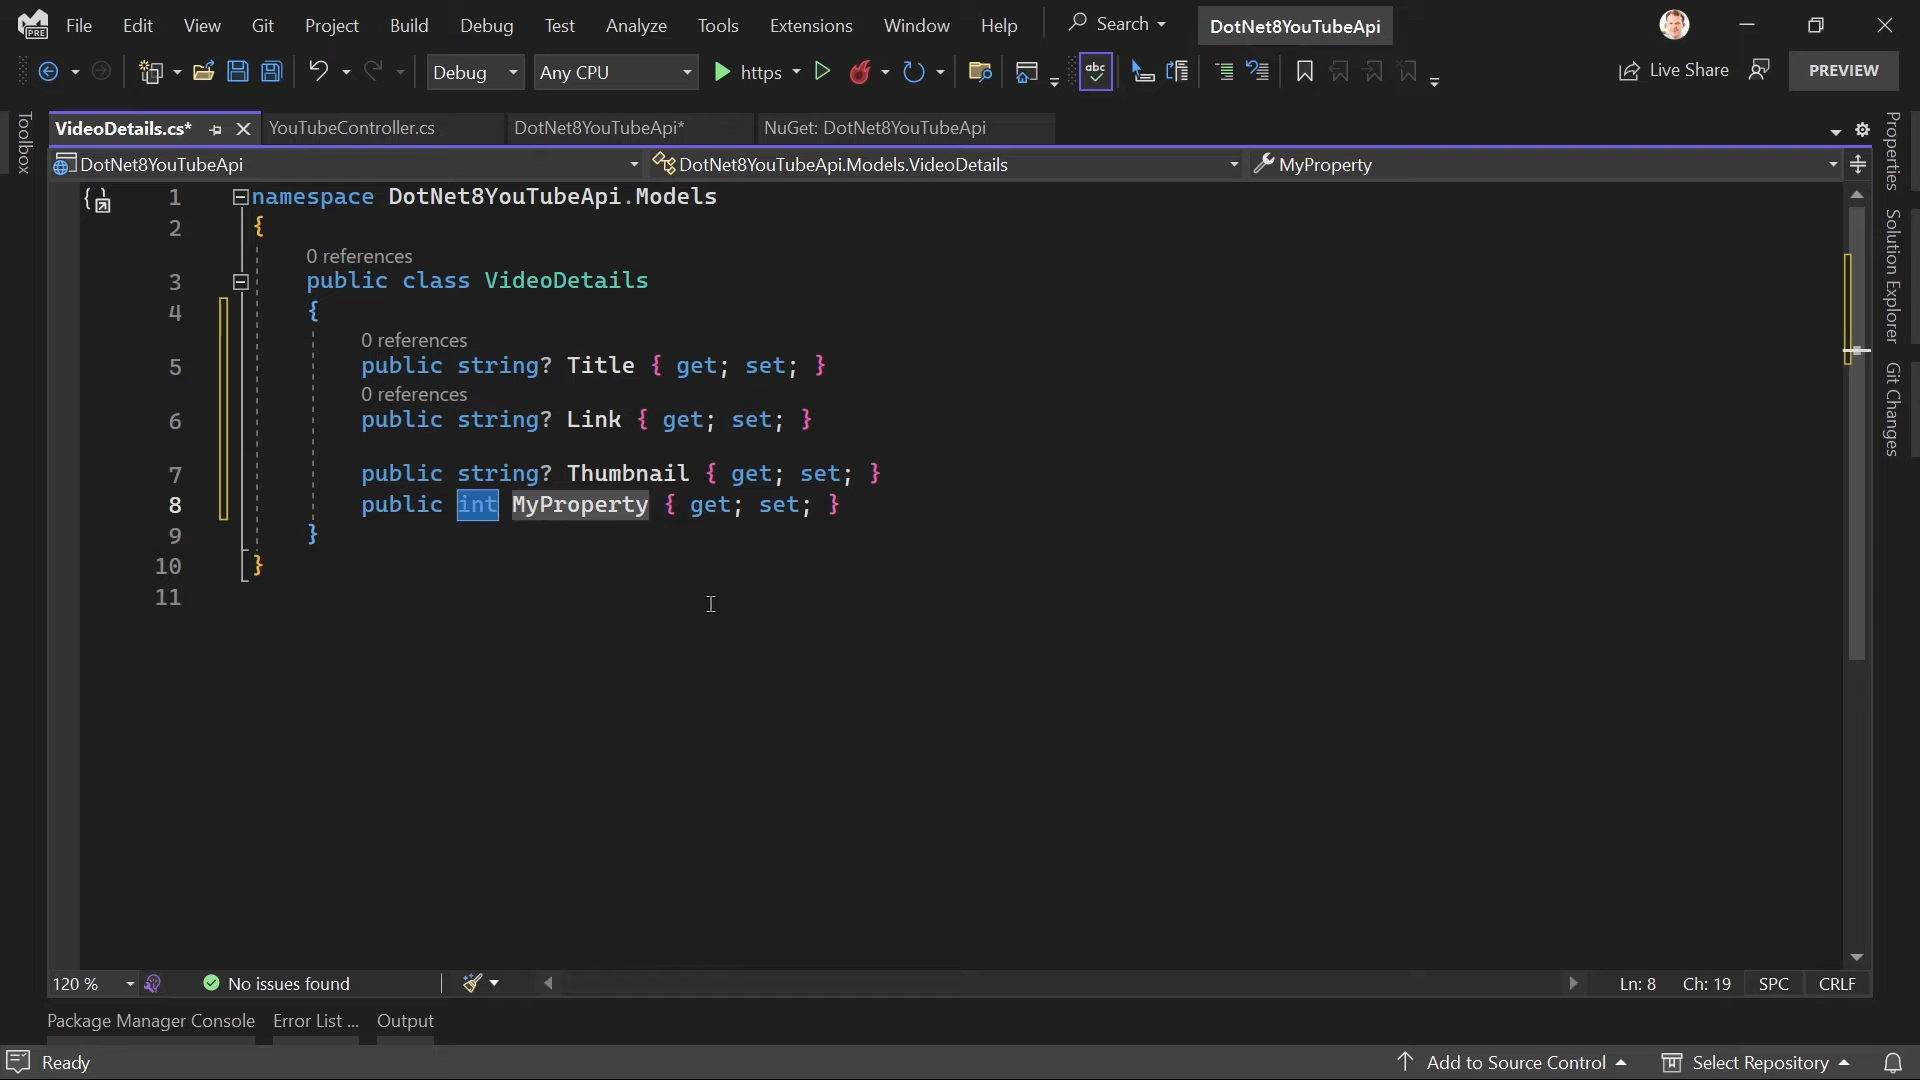 File Edit View Git Project Build Debug Test Analyze Tools Extensions Window Help Search DotNet8YouTubeApi
PRE
Debug Any CPU https abc Live Share PREVIEW
VideoDetails.cs* YouTubeController.cs DotNet8YouTubeApi* NuGet: DotNet8YouTubeApi
DotNet8YouTubeApi DotNet8YouTubeApi.Models.VideoDetails MyProperty
Toolbox
1 namespace DotNet8YouTubeApi.Models
2 {
0 references
3 public class VideoDetails
4 {
0 references
5 public string? Title { get; set; }
0 references
6 public string? Link { get; set; }
7 public string? Thumbnail { get; set; }
8 public int MyProperty { get; set; }
9 }
10 }
11
Properties
Solution Explorer
Git Changes
120 % No issues found Ln: 8 Ch: 19 SPC CRLF
Package Manager Console Error List ... Output
Ready Add to Source Control Select Repository